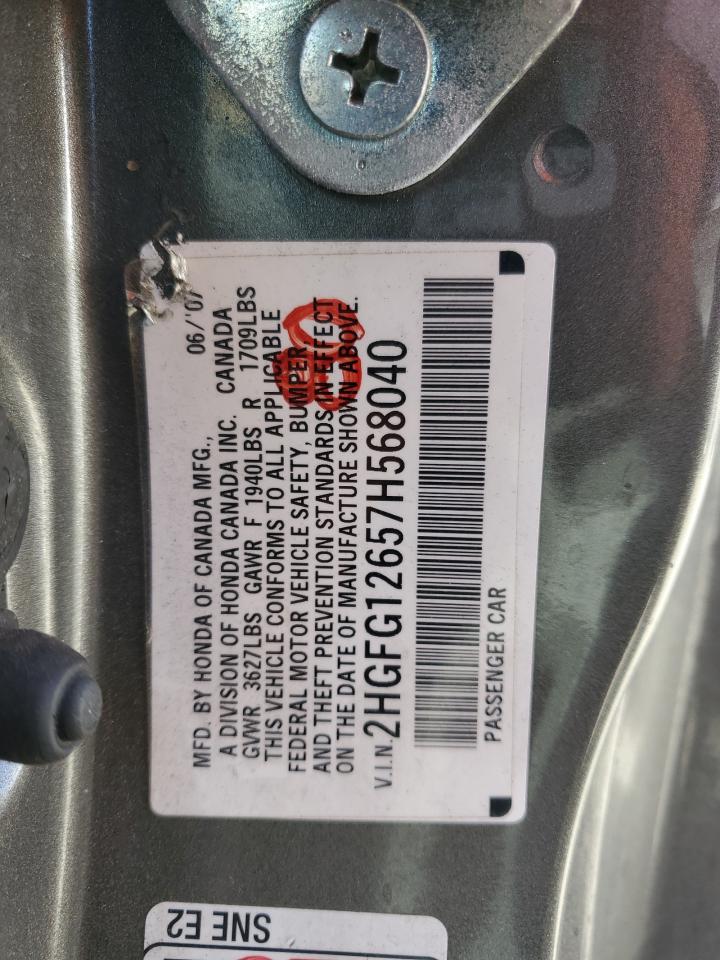 MFD. BY HONDA OF CANADA MFG., 06/'07
A DIVISION OF HONDA CANADA INC. CANADA
GVWR 3627LBS GAWR F 1940LBS R 1709LBS
THIS VEHICLE CONFORMS TO ALL APPLICABLE
FEDERAL MOTOR VEHICLE SAFETY, BUMPER,
AND THEFT PREVENTION STANDARDS IN EFFECT
ON THE DATE OF MANUFACTURE SHOWN ABOVE.
V.I.N. 2HGFG12657H568040
PASSENGER CAR
SNE E2